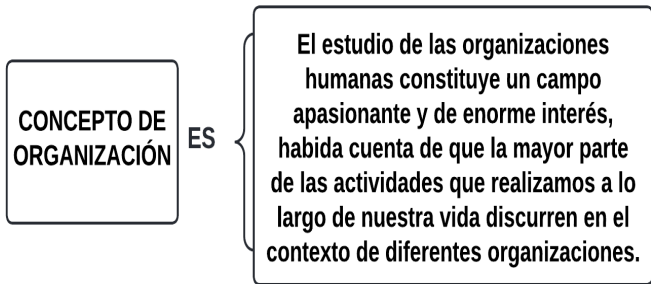 CONCEPTO DE
ORGANIZACIÓN
ES
El estudio de las organizaciones
humanas constituye un campo
apasionante y de enorme interés,
habida cuenta de que la mayor parte
de las actividades que realizamos a lo
largo de nuestra vida discurren en el
contexto de diferentes organizaciones.